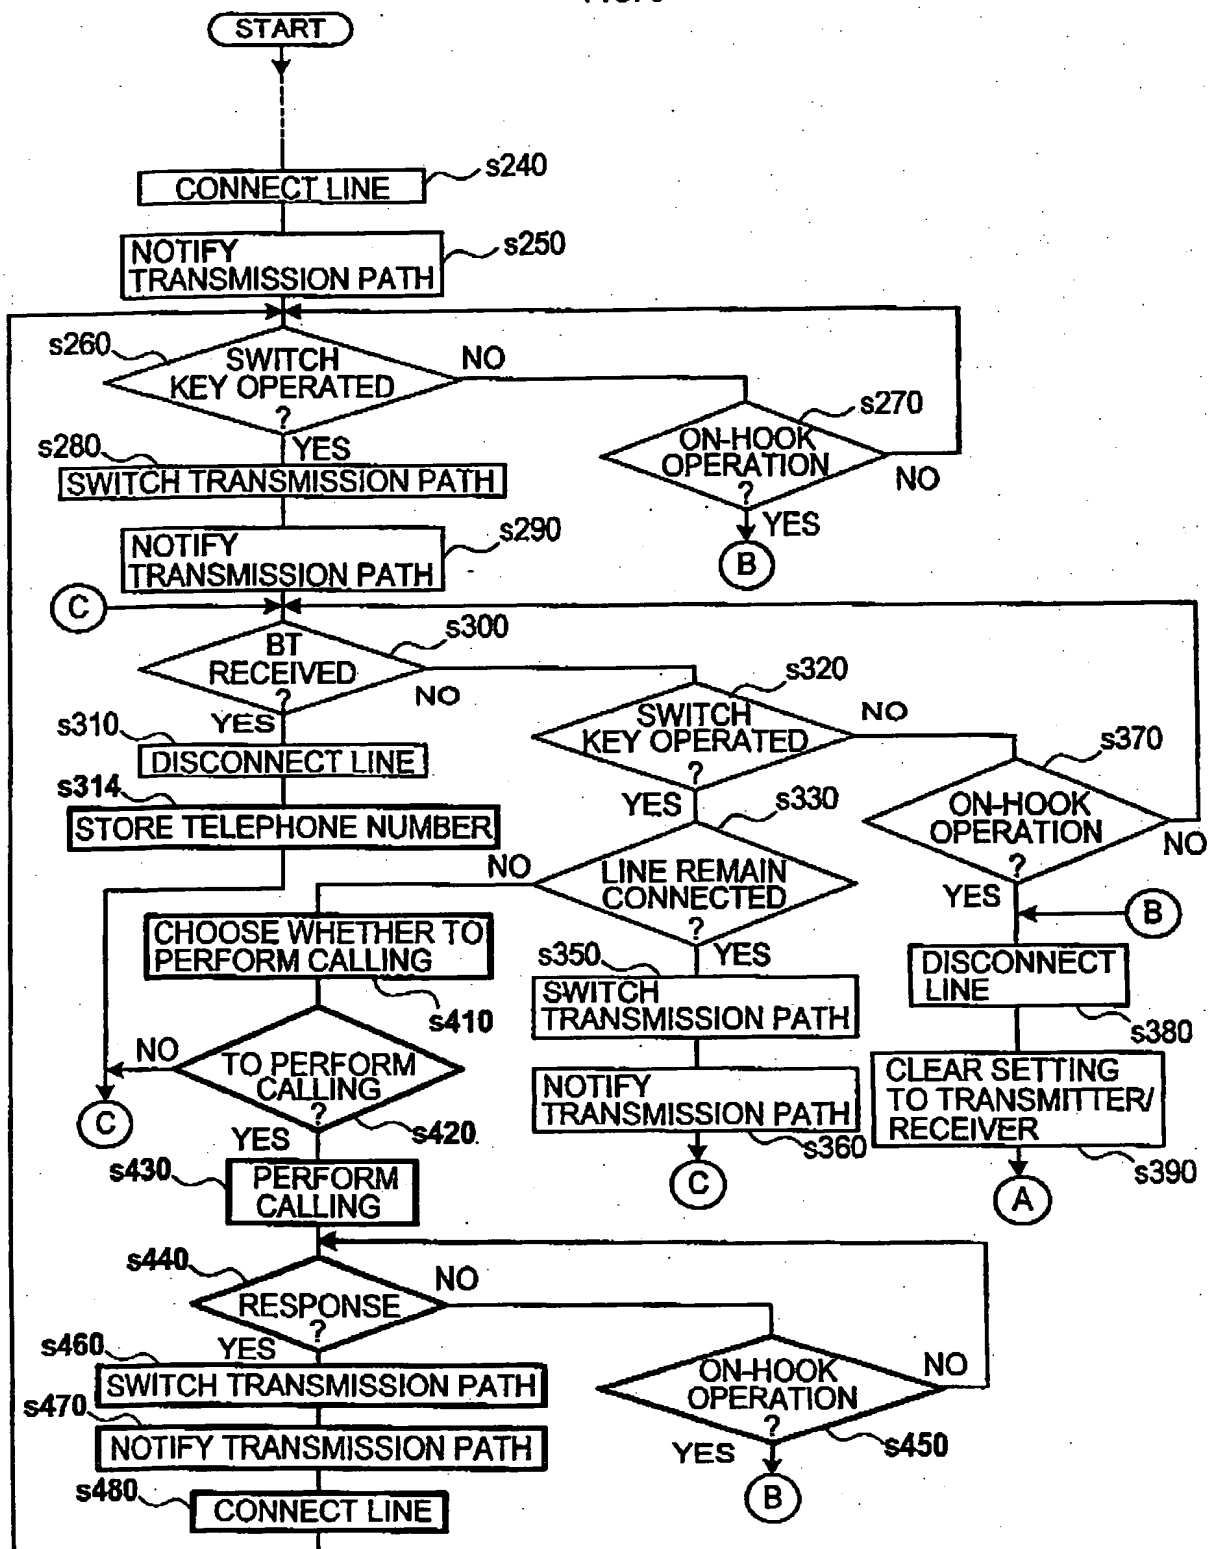 START
s240
CONNECT LINE
s250
NOTIFY
TRANSMISSION PATH
s260
SWITCH
KEY OPERATED
?
NO
YES
s270
ON-HOOK
OPERATION
?
NO
YES
B
s280
SWITCH TRANSMISSION PATH
s290
NOTIFY
TRANSMISSION PATH
C
s300
BT
RECEIVED
?
NO
YES
s310
DISCONNECT LINE
s314
STORE TELEPHONE NUMBER
s320
SWITCH
KEY OPERATED
?
NO
YES
s330
LINE REMAIN
CONNECTED
?
NO
YES
s370
ON-HOOK
OPERATION
?
NO
YES
B
CHOOSE WHETHER TO
PERFORM CALLING
s410
s350
SWITCH
TRANSMISSION PATH
DISCONNECT
LINE
s380
NO
TO PERFORM
CALLING
?
s420
YES
C
NOTIFY
TRANSMISSION PATH
s360
C
CLEAR SETTING
TO TRANSMITTER/
RECEIVER
s390
A
s430
PERFORM
CALLING
s440
RESPONSE
?
NO
YES
s450
ON-HOOK
OPERATION
?
NO
YES
B
s460
SWITCH TRANSMISSION PATH
s470
NOTIFY TRANSMISSION PATH
s480
CONNECT LINE